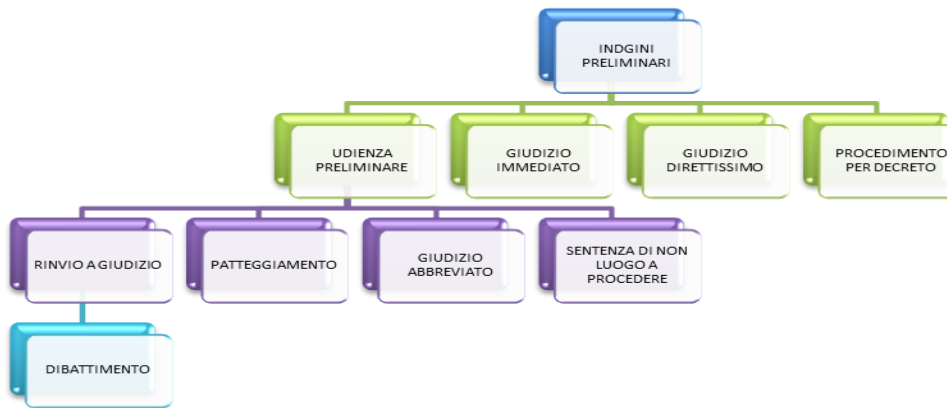 INDGINI
PRELIMINARI
UDIENZA
PRELIMINARE
GIUDIZIO
IMMEDIATO
GIUDIZIO
DIRETTISSIMO
PROCEDIMENTO
PER DECRETO
RINVIO A GIUDIZIO
PATTEGGIAMENTO
GIUDIZIO
ABBREVIATO
SENTENZA DI NON
LUOGO A
PROCEDERE
DIBATTIMENTO